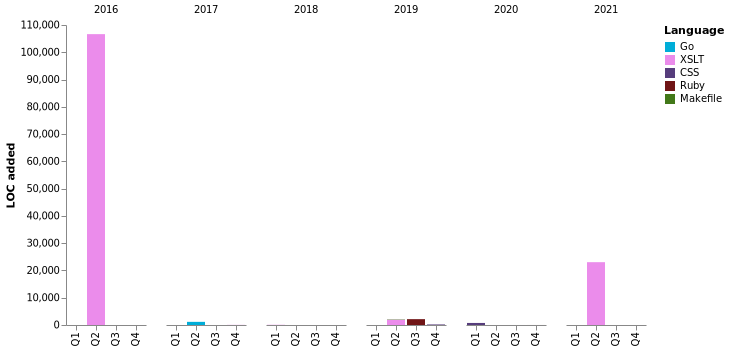 2016 2017 2018 2019 2020 2021
110,000
100,000
90,000
80,000
70,000
60,000
50,000
40,000
30,000
20,000
10,000
0
LOC added
Q1 Q2 Q3 Q4 Q1 Q2 Q3 Q4 Q1 Q2 Q3 Q4 Q1 Q2 Q3 Q4 Q1 Q2 Q3 Q4 Q1 Q2 Q3 Q4
Language
Go
XSLT
CSS
Ruby
Makefile